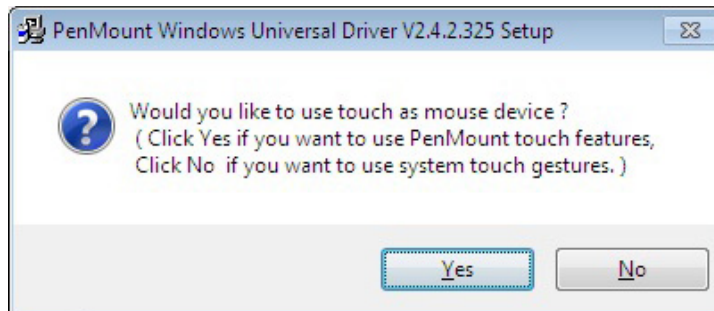 PenMount Windows Universal Driver V2.4.2.325 Setup
Would you like to use touch as mouse device ?
( Click Yes if you want to use PenMount touch features,
Click No  if you want to use system touch gestures. )
Yes
No